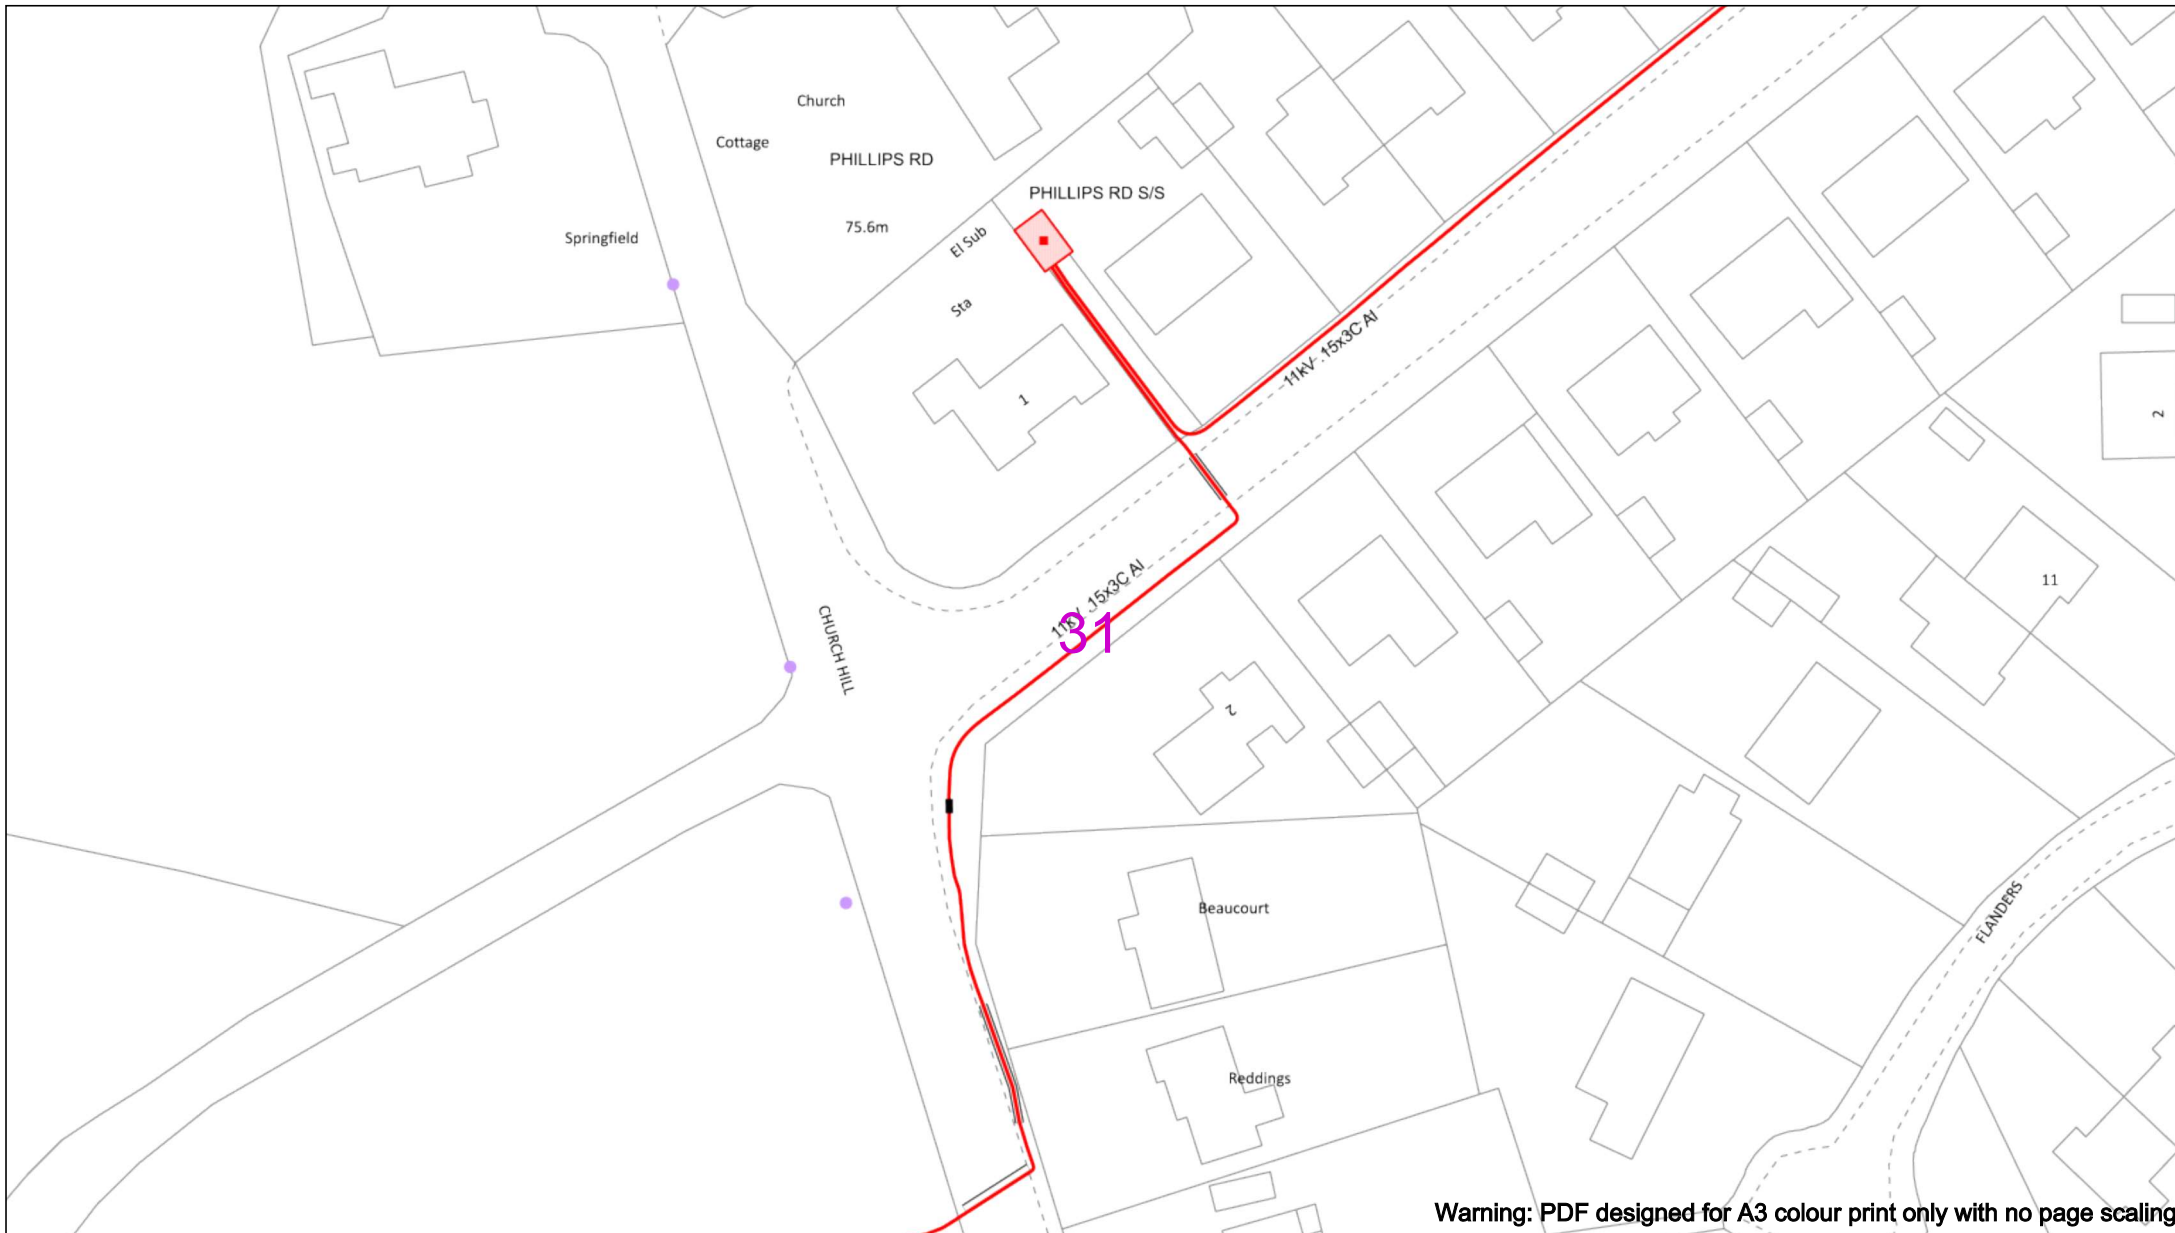 Church
Cottage
PHILLIPS RD
PHILLIPS RD S/S
75.6m
Springfield
El Sub
Sta
1
11kV .15x3C Al
2
11
11kV .15x3C Al
31
CHURCH HILL
2
Beaucourt
FLANDERS
Reddings
Warning: PDF designed for A3 colour print only with no page scaling